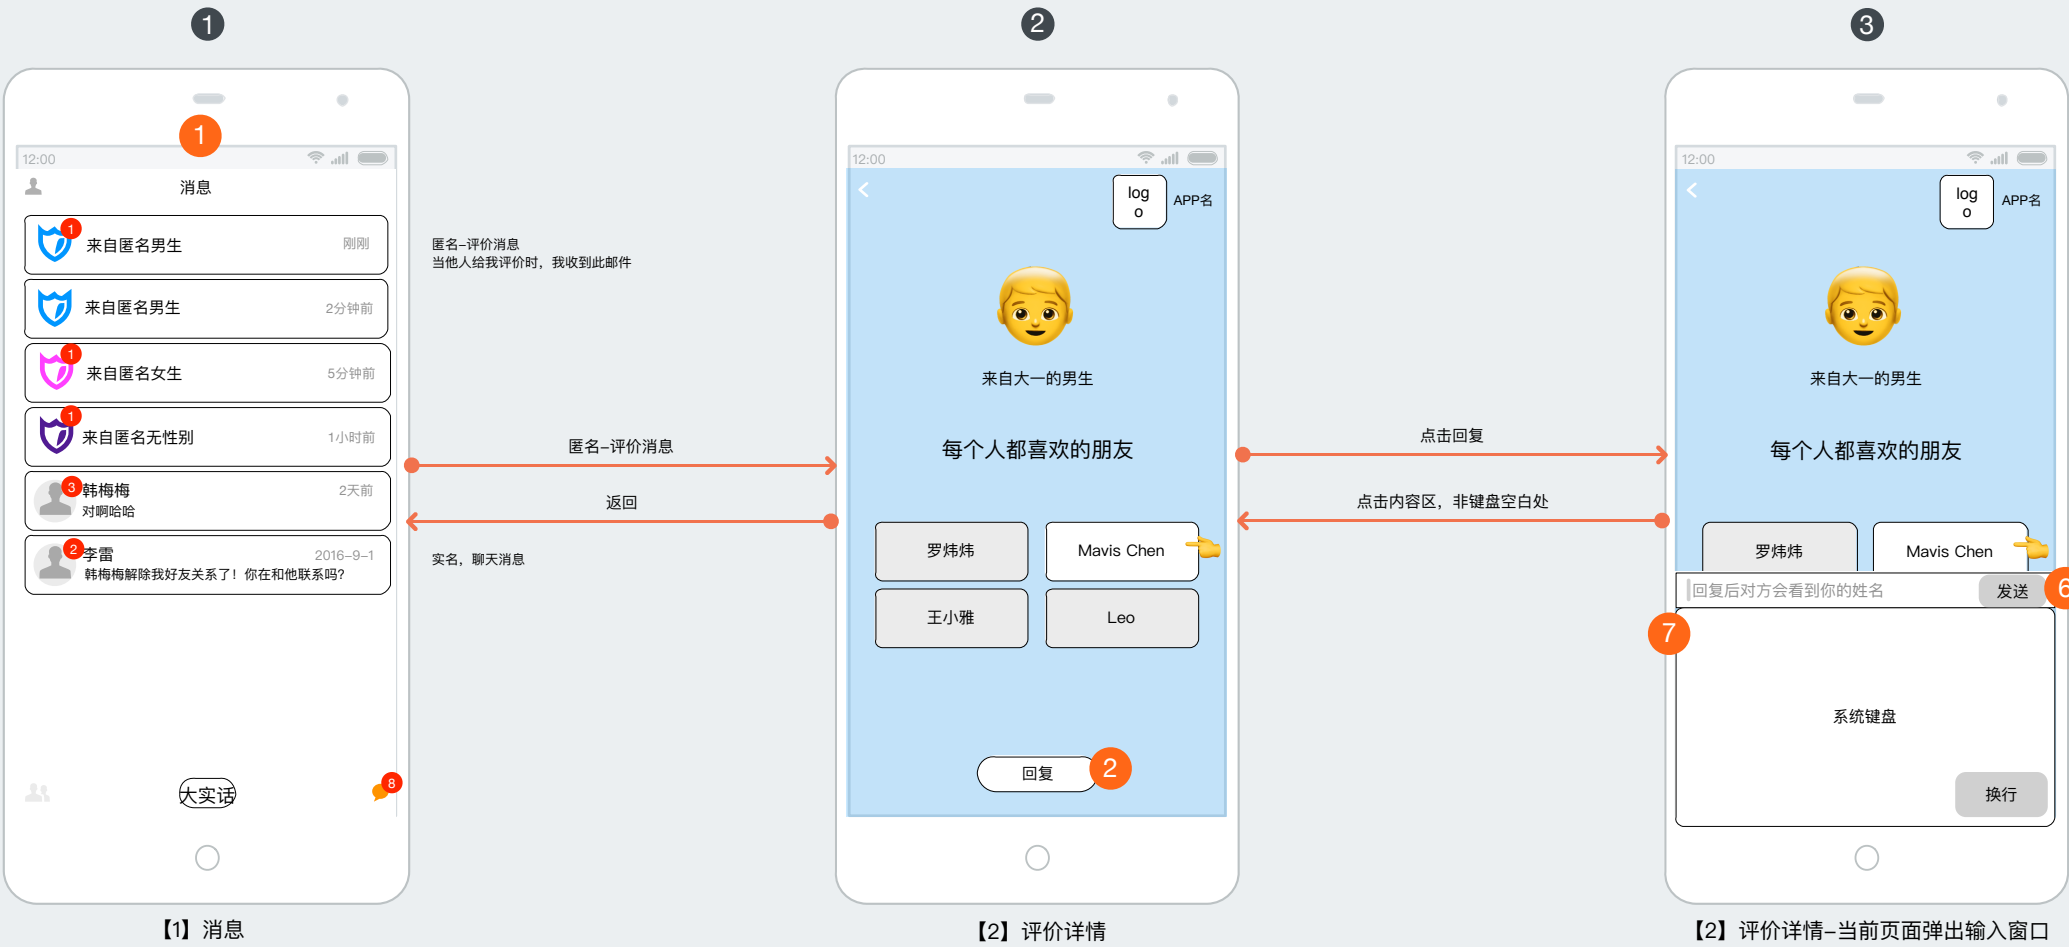 1
2
3
1
12:00
消息
1
来自匿名男生
刚刚
来自匿名男生
2分钟前
1
来自匿名女生
5分钟前
1
来自匿名无性别
1小时前
3
韩梅梅
2天前
对啊哈哈
2
李雷
2016-9-1
韩梅梅解除我好友关系了！你在和他联系吗？
大实话
8
【1】消息
匿名-评价消息
当他人给我评价时，我收到此邮件
匿名-评价消息
返回
实名，聊天消息
12:00
log
o
APP名
来自大一的男生
每个人都喜欢的朋友
罗炜炜
Mavis Chen
王小雅
Leo
回复
2
【2】评价详情
点击回复
点击内容区，非键盘空白处
12:00
log
o
APP名
来自大一的男生
每个人都喜欢的朋友
罗炜炜
Mavis Chen
回复后对方会看到你的姓名
发送
6
7
系统键盘
换行
【2】评价详情-当前页面弹出输入窗口